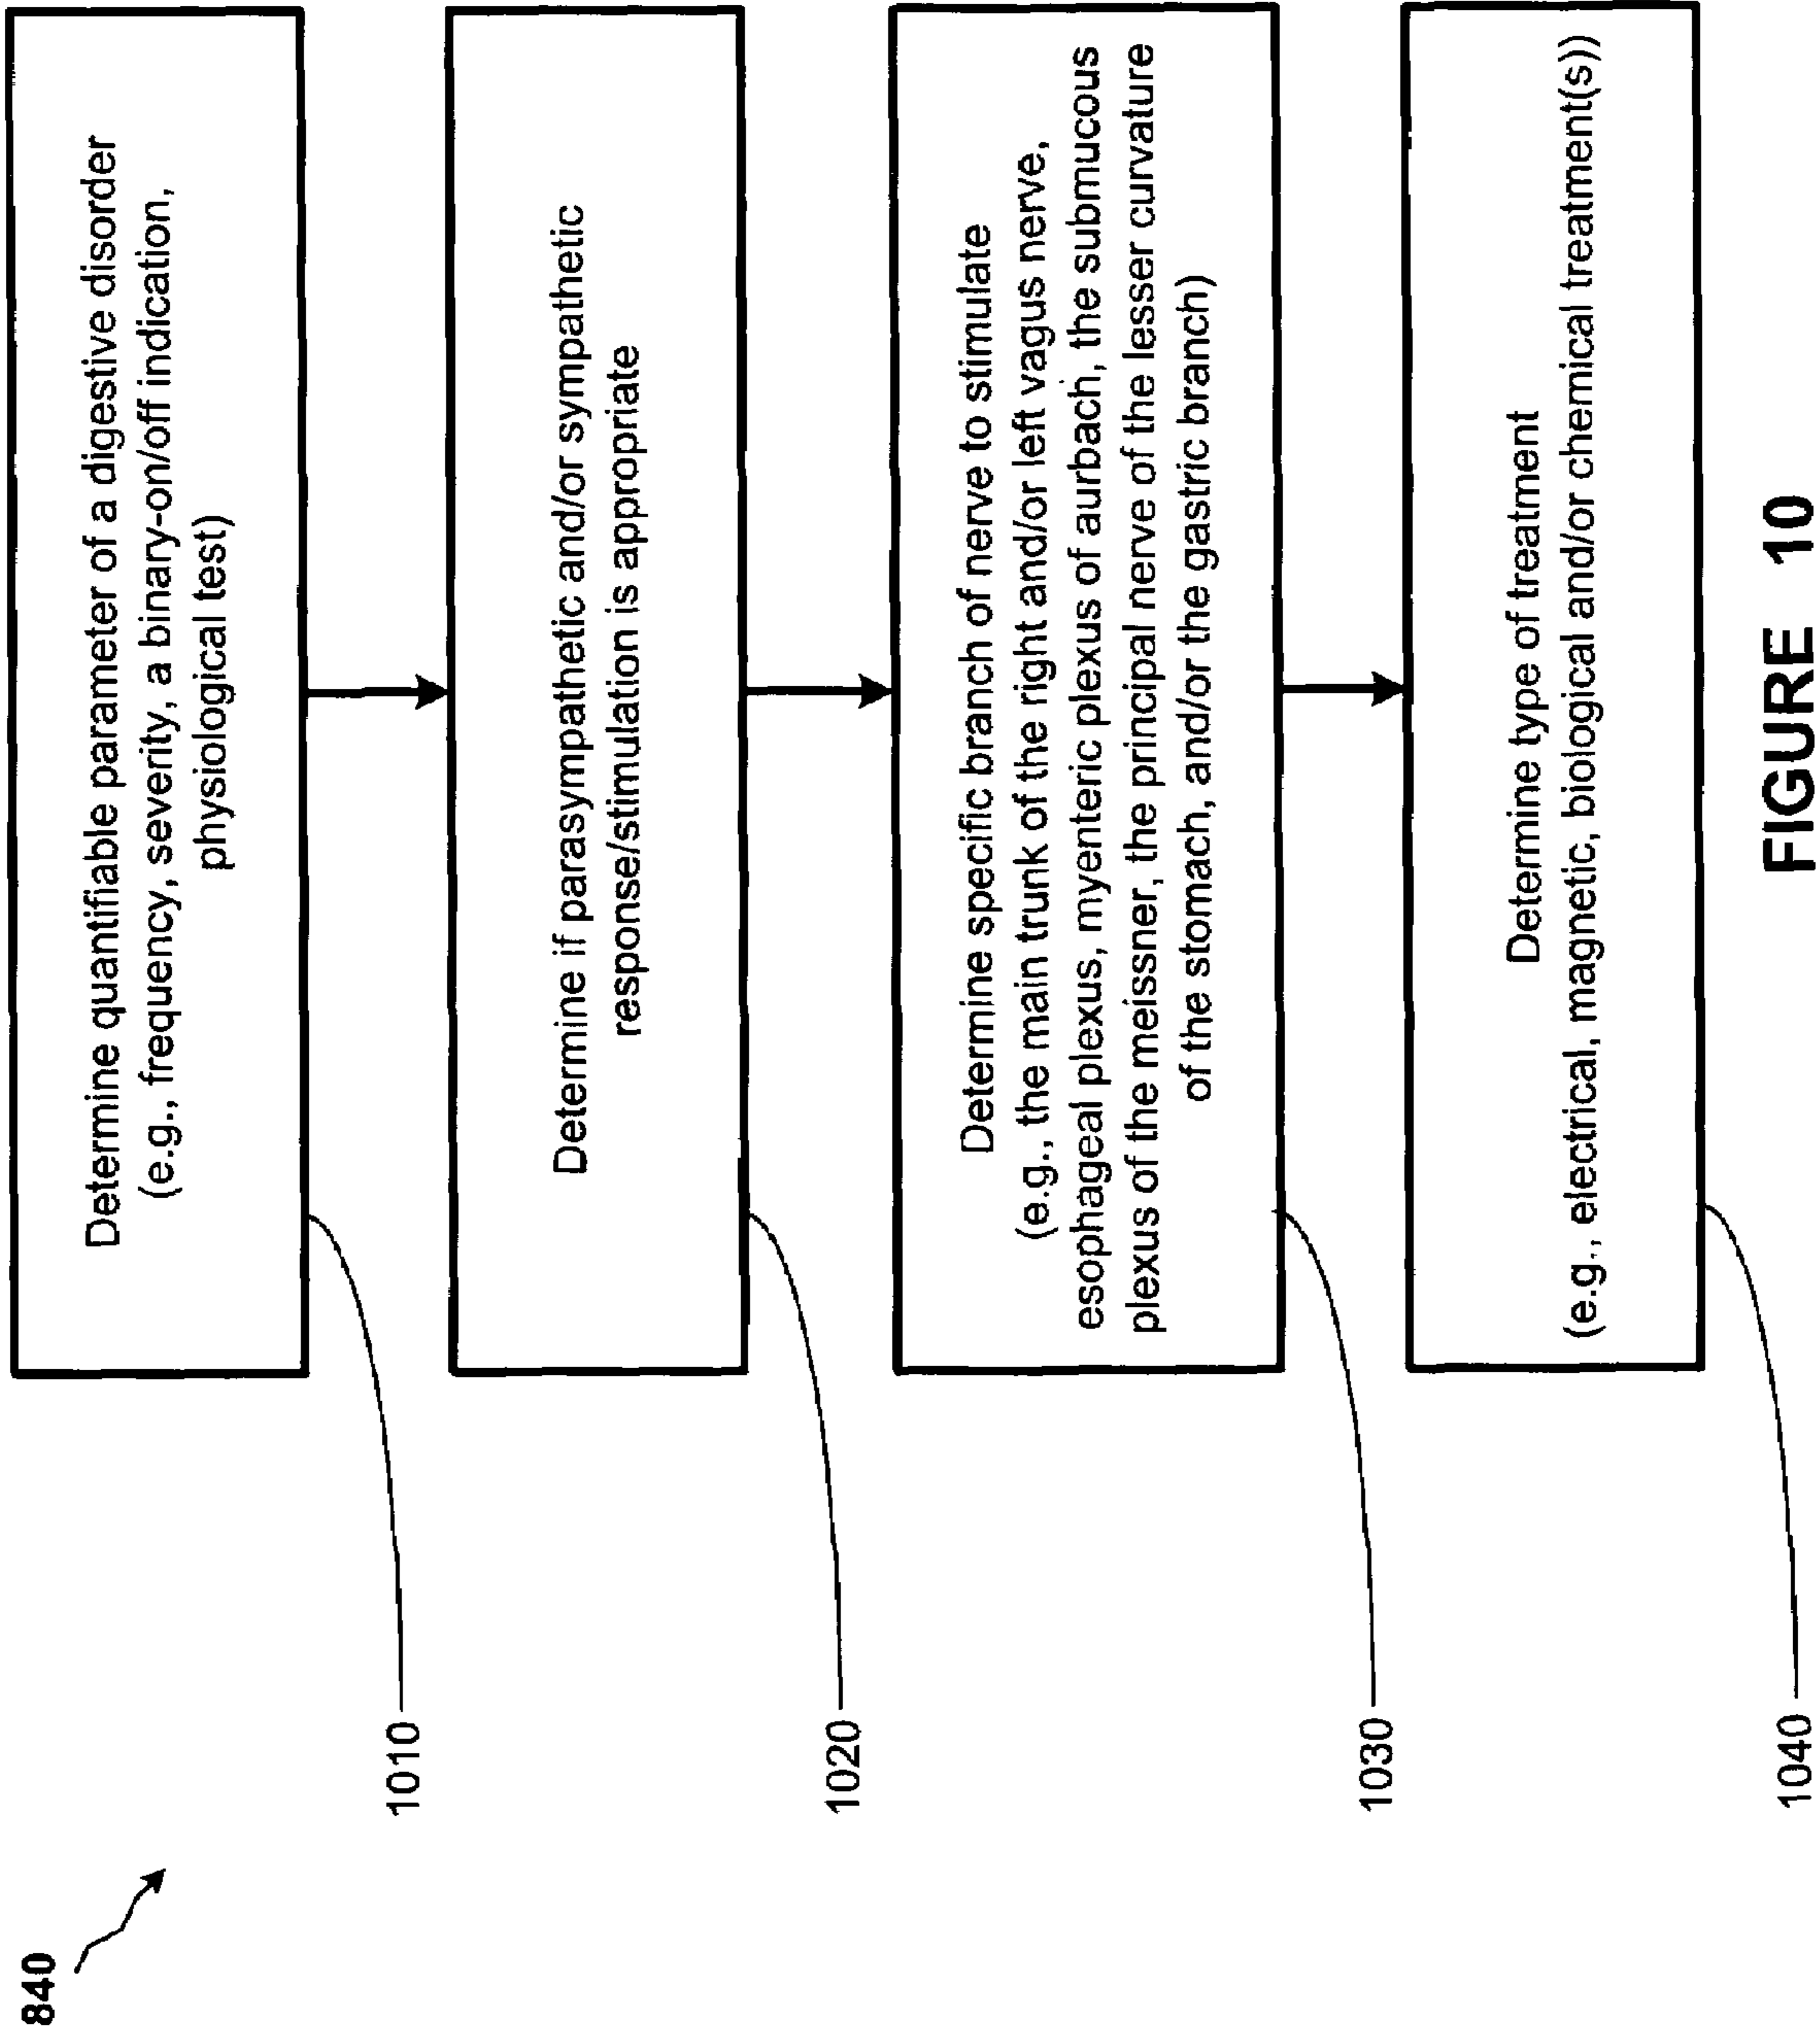 840
Determine quantifiable parameter of a digestive disorder
(e.g., frequency, severity, a binary-on/off indication,
physiological test)
1010
Determine if parasympathetic and/or sympathetic
response/stimulation is appropriate
1020
Determine specific branch of nerve to stimulate
(e.g., the main trunk of the right and/or left vagus nerve,
esophageal plexus, myenteric plexus of aurbach, the submucous
plexus of the meissner, the principal nerve of the lesser curvature
of the stomach, and/or the gastric branch)
1030
Determine type of treatment
(e.g., electrical, magnetic, biological and/or chemical treatment(s))
1040
FIGURE 10